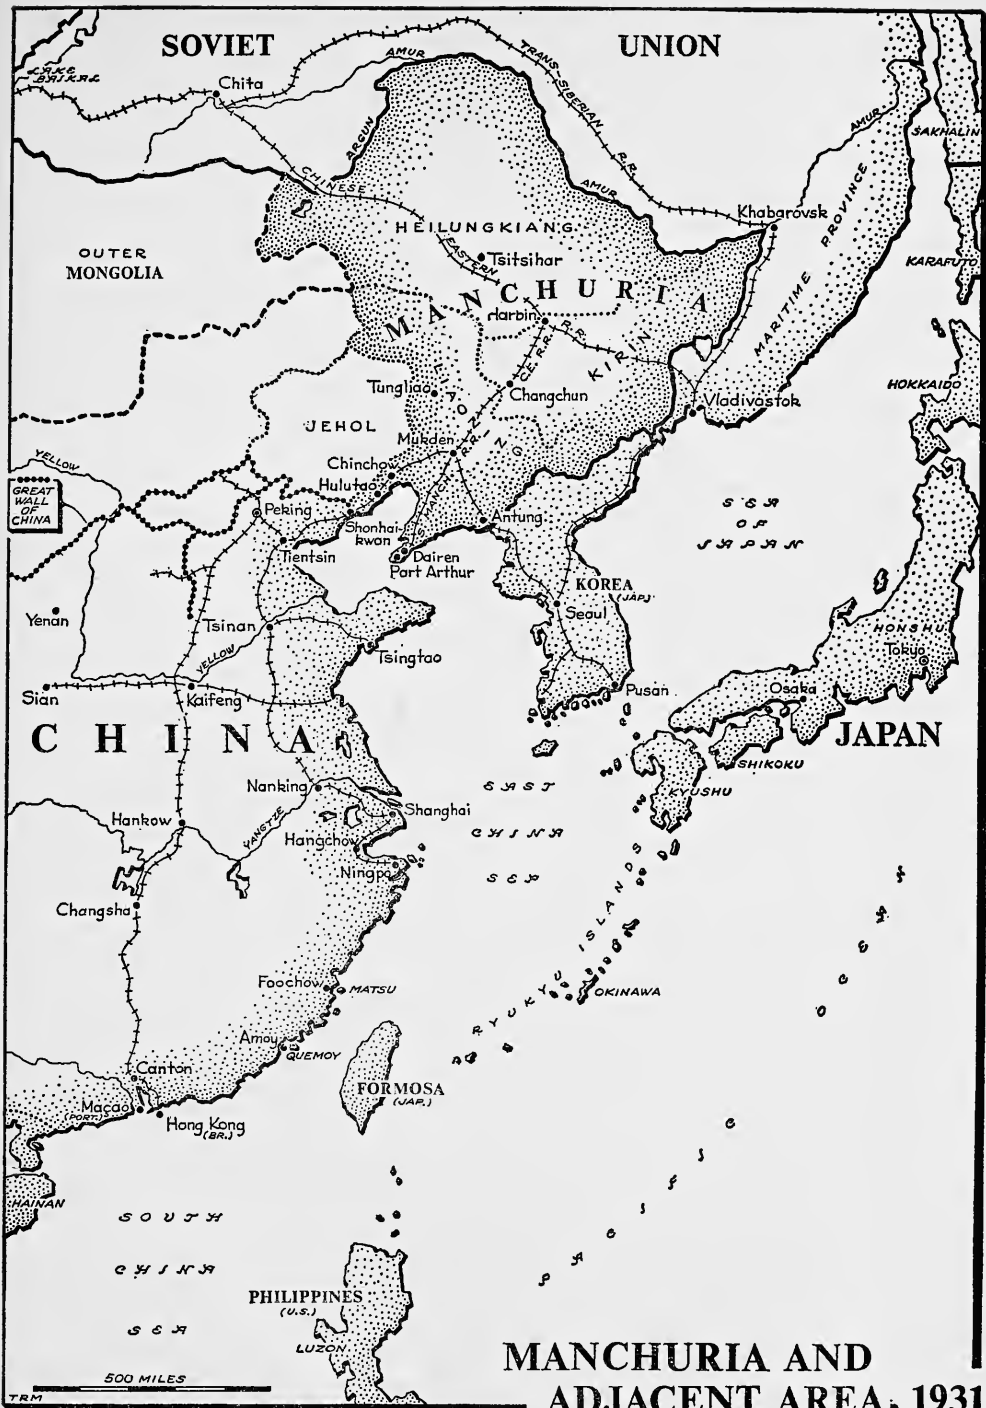 SOVIET UNION
LAKE
BAIKAL
Chita
AMUR
TRANS-SIBERIAN R.R.
AMUR
SAKHALIN
ARGUN
CHINESE
EASTERN
R.R.
AMUR
Khabarovsk
MARITIME PROVINCE
HEILUNGKIANG
OUTER
MONGOLIA
Tsitsihar
KARAFUTO
MANCHURIA
Harbin
KIRIN
C.E.R.R.
HOKKAIDO
Tungliao
LIAONING
Changchun
Vladivostok
JEHOL
Mukden
YELLOW
Chinchow
Hulutao
S. MANCH. R.R.
GREAT
WALL
OF
CHINA
Peking
Shonhai-
kwan
Antung
SEA
OF
JAPAN
Tientsin
Dairen
Part Arthur
KOREA
(JAP.)
Yenan
Seoul
HONSHU
Tsinan
Tokyo
YELLOW
Tsingtao
Sian
Kaifeng
Pusan
Osaka
CHINA
JAPAN
SHIKOKU
Nanking
EAST
KYUSHU
Hankow
YANGTZE
Shanghai
CHINA
Hangchow
SEA
Ningpo
Changsha
RYUKYU ISLANDS
Foochow
MATSU
OKINAWA
Amoy
QUEMOY
Canton
FORMOSA
(JAP.)
Macao
(PORT.)
Hong Kong
(BR.)
PACIFIC OCEAN
HAINAN
SOUTH
CHINA
SEA
PHILIPPINES
(U.S.)
LUZON
500 MILES
TRM
MANCHURIA AND
ADJACENT AREA, 1931